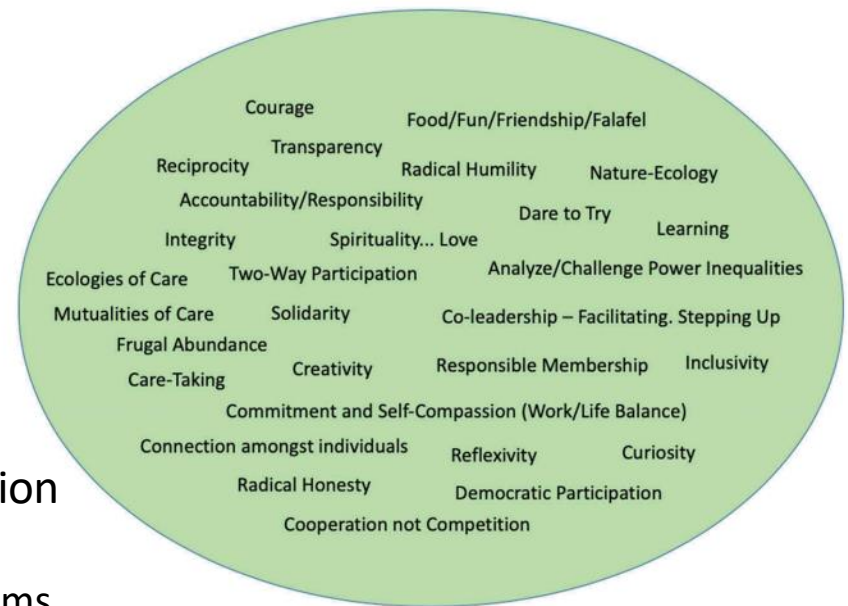 Courage
Food/Fun/Friendship/Falafel
Transparency
Reciprocity
Radical Humility
Nature-Ecology
Accountability/Responsibility
Dare to Try
Learning
Integrity
Spirituality... Love
Ecologies of Care
Two-Way Participation
Analyze/Challenge Power Inequalities
Mutualities of Care
Solidarity
Co-leadership – Facilitating. Stepping Up
Frugal Abundance
Creativity
Responsible Membership
Inclusivity
Care-Taking
Commitment and Self-Compassion (Work/Life Balance)
Connection amongst individuals
Reflexivity
Curiosity
ion
Radical Honesty
Democratic Participation
Cooperation not Competition
ms